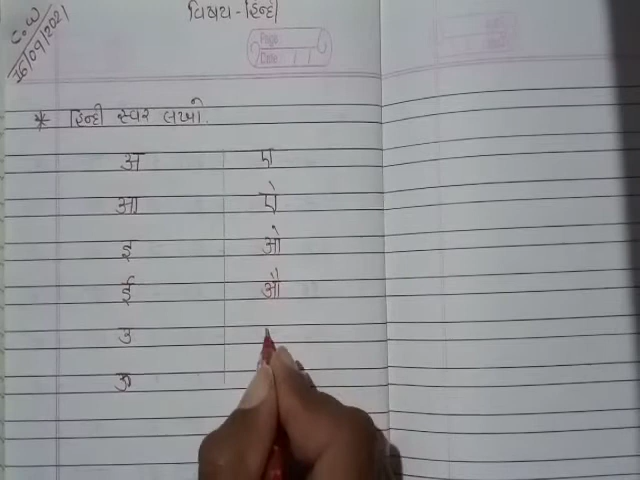 C.W
16/09/2021
વિષય - હિન્દી
Page
Date: / /
* હિન્દી સ્વર લખો.
अ ए
आ ऐ
इ ओ
ई औ
उ
ऊ